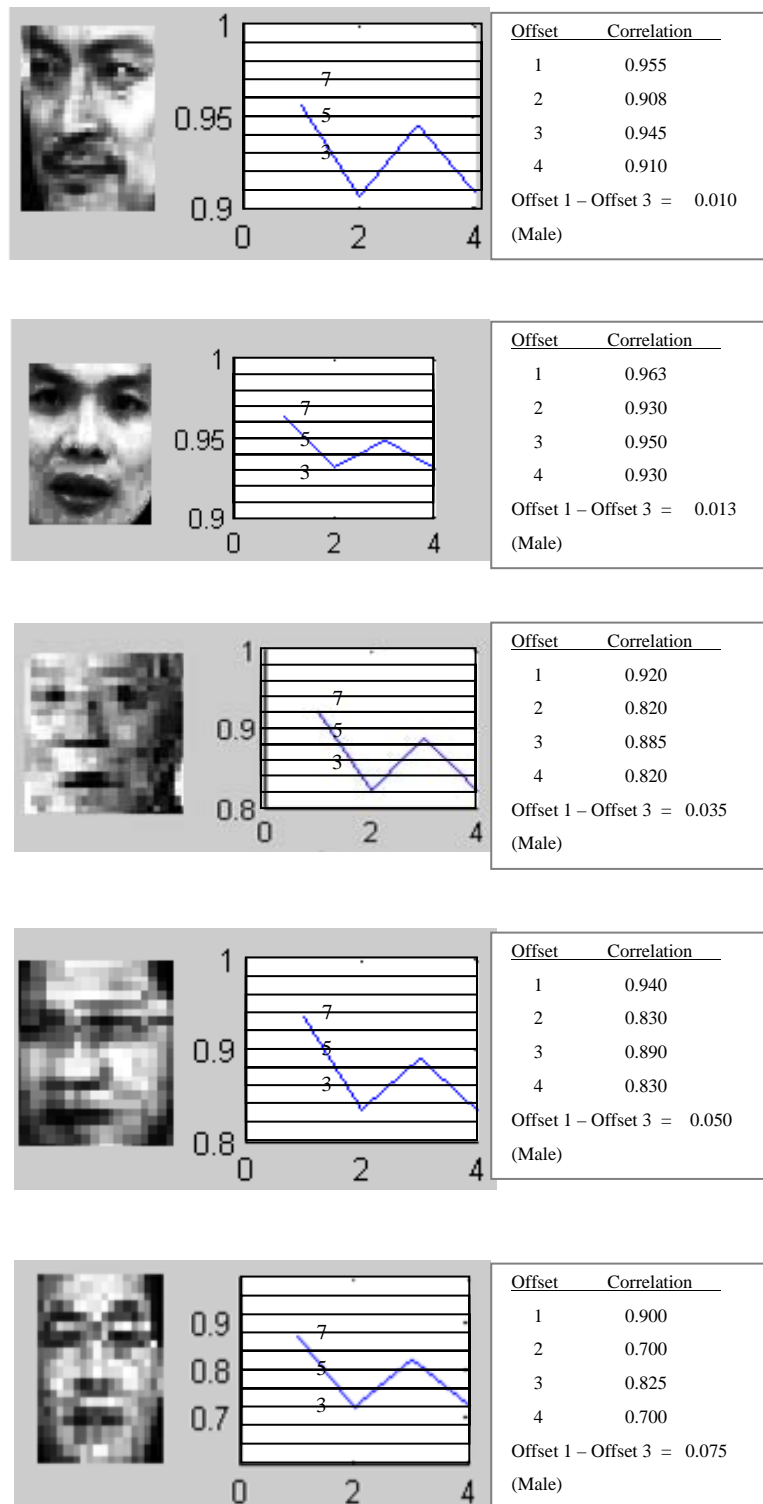 1
7
0.95
5
3
0.9
0 2 4
Offset Correlation
1 0.955
2 0.908
3 0.945
4 0.910
Offset 1 – Offset 3 = 0.010
(Male)
1
7
0.95
5
3
0.9
0 2 4
Offset Correlation
1 0.963
2 0.930
3 0.950
4 0.930
Offset 1 – Offset 3 = 0.013
(Male)
1
7
0.9
5
3
0.8
0 2 4
Offset Correlation
1 0.920
2 0.820
3 0.885
4 0.820
Offset 1 – Offset 3 = 0.035
(Male)
1
7
0.9
5
3
0.8
0 2 4
Offset Correlation
1 0.940
2 0.830
3 0.890
4 0.830
Offset 1 – Offset 3 = 0.050
(Male)
0.9
7
0.8
5
3
0.7
0 2 4
Offset Correlation
1 0.900
2 0.700
3 0.825
4 0.700
Offset 1 – Offset 3 = 0.075
(Male)